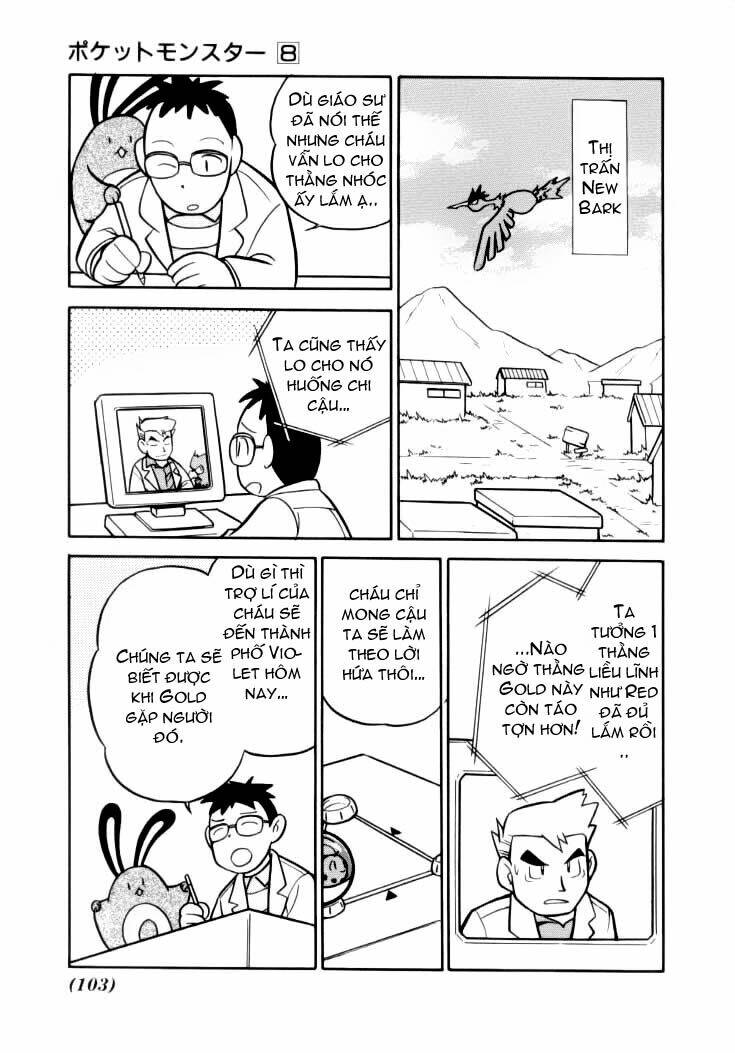 ポケットモンスター 8
THỊ
TRẤN
NEW
BARK
DÙ GIÁO SƯ
ĐÃ NÓI THẾ
NHƯNG CHÁU
VẪN LO CHO
THẰNG NHÓC
ẤY LẮM Ạ..
TA CŨNG THẤY
LO CHO NÓ
HUỐNG CHI
CẬU...
TA
TƯỞNG 1
THẰNG
LIỀU LĨNH
NHƯ RED
ĐÃ ĐỦ
LẮM RỒI
..
...NÀO
NGỜ THẰNG
GOLD NÀY
CÒN TÁO
TỢN HƠN!
CHÁU CHỈ
MONG CẬU
TA SẼ LÀM
THEO LỜI
HỨA THÔI...
DÙ GÌ THÌ
TRỢ LÍ CỦA
CHÁU SẼ
ĐẾN THÀNH
PHỐ VIO-
LET HÔM
NAY...
CHÚNG TA SẼ
BIẾT ĐƯỢC
KHI GOLD
GẶP NGƯỜI
ĐÓ.
(103)